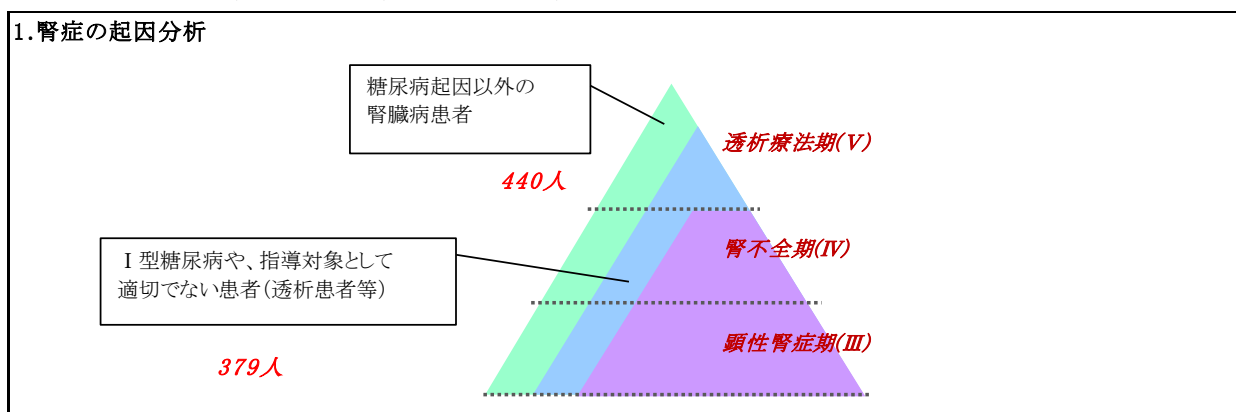 1.腎症の起因分析
糖尿病起因以外の
腎臓病患者
440人
Ⅰ型糖尿病や、指導対象として
適切でない患者(透析患者等)
379人
透析療法期(Ⅴ)
腎不全期(Ⅳ)
顕性腎症期(Ⅲ)